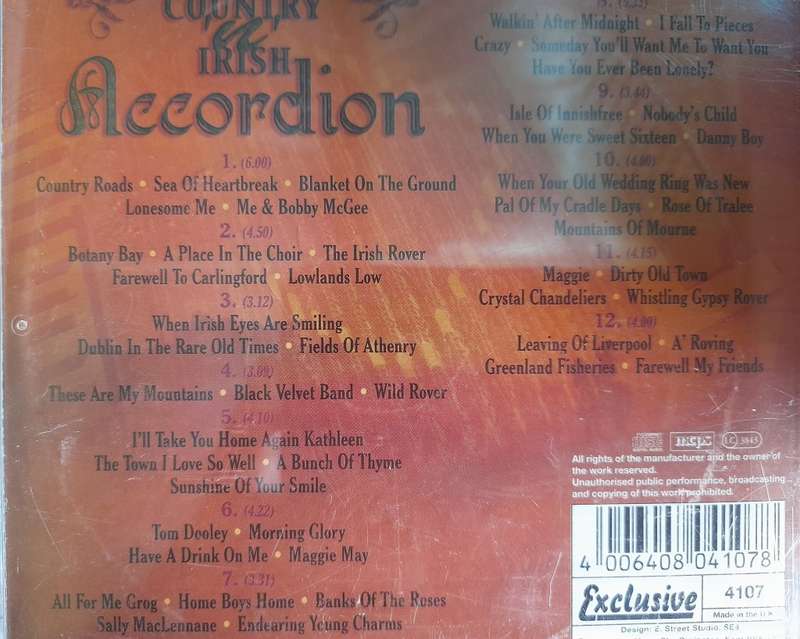 COUNTRY
&
IRISH
Accordion
1. (6.00)
Country Roads • Sea Of Heartbreak • Blanket On The Ground
Lonesome Me • Me & Bobby McGee
2. (4.50)
Botany Bay • A Place In The Choir • The Irish Rover
Farewell To Carlingford • Lowlands Low
3. (3.12)
When Irish Eyes Are Smiling
Dublin In The Rare Old Times • Fields Of Athenry
4. (3.09)
These Are My Mountains • Black Velvet Band • Wild Rover
5. (4.10)
I'll Take You Home Again Kathleen
The Town I Love So Well • A Bunch Of Thyme
Sunshine Of Your Smile
6. (4.22)
Tom Dooley • Morning Glory
Have A Drink On Me • Maggie May
7. (3.31)
All For Me Grog • Home Boys Home • Banks Of The Roses
Sally MacLennane • Endearing Young Charms
Walkin' After Midnight • I Fall To Pieces
Crazy • Someday You'll Want Me To Want You
Have You Ever Been Lonely?
9. (3.44)
Isle Of Innishfree • Nobody's Child
When You Were Sweet Sixteen • Danny Boy
10. (4.00)
When Your Old Wedding Ring Was New
Pal Of My Cradle Days • Rose Of Tralee
Mountains Of Mourne
11. (4.15)
Maggie • Dirty Old Town
Crystal Chandeliers • Whistling Gypsy Rover
12. (4.00)
Leaving Of Liverpool • A' Roving
Greenland Fisheries • Farewell My Friends
disc mcps LC 3845
All rights of the manufacturer and the owner of
the work reserved.
Unauthorised public performance, broadcasting
and copying of this work prohibited.
4 006408 041078
Exclusive
4107
Made in the U.K.
Design: E. Street Studio, SE4